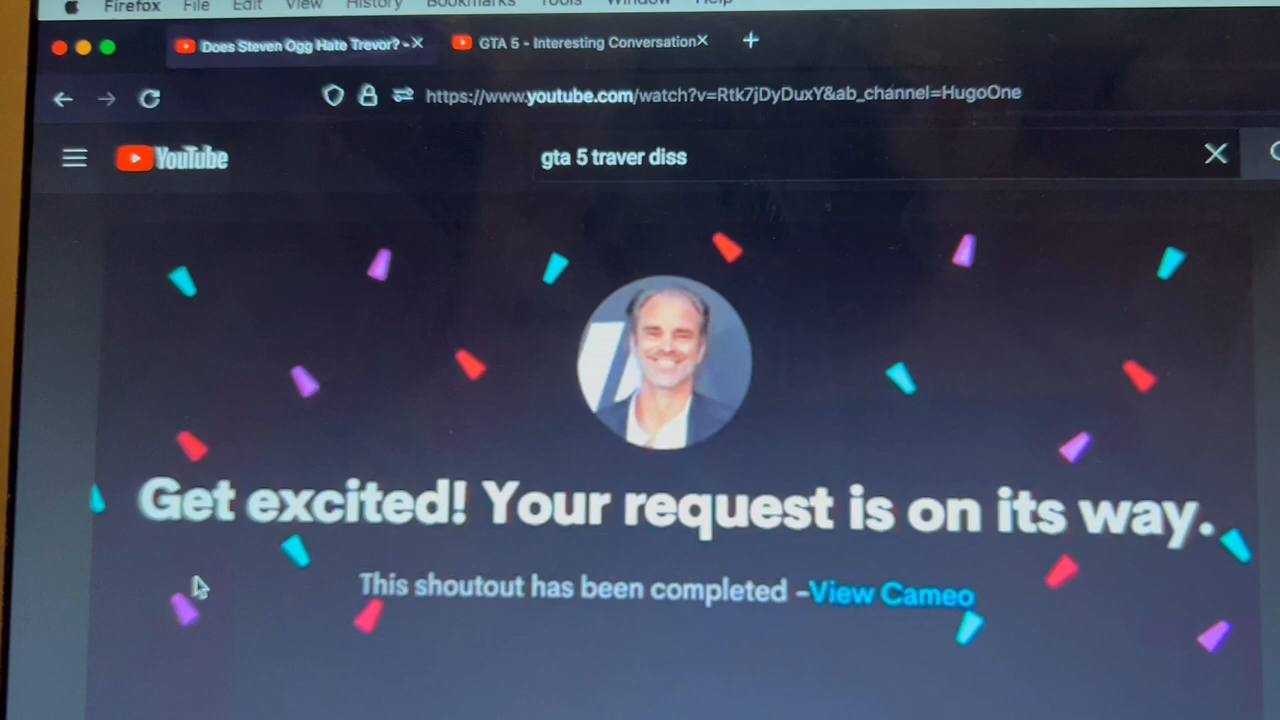 Firefox File Edit View History Bookmarks Tools Window Help
Does Steven Ogg Hate Trevor? -
GTA 5 - Interesting Conversation
https://www.youtube.com/watch?v=Rtk7jDyDuxY&ab_channel=HugoOne
YouTube
gta 5 traver diss
Get excited! Your request is on its way.
This shoutout has been completed –View Cameo